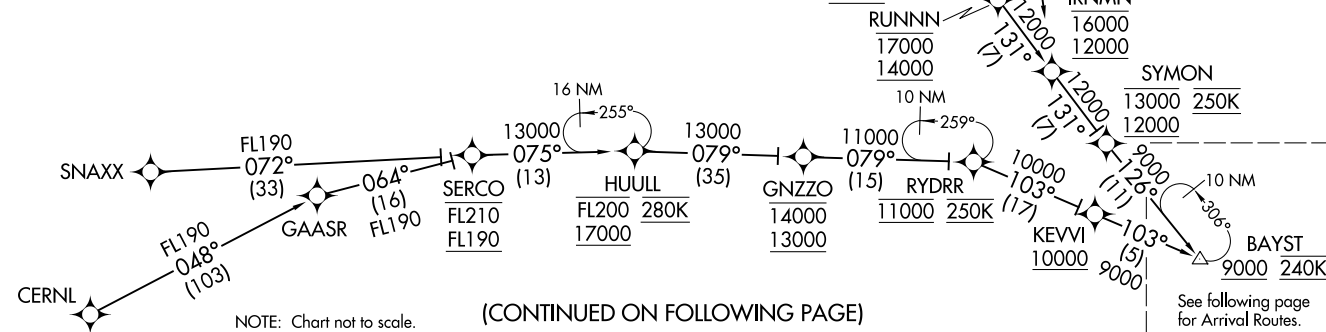 RUNNN
17000
14000
12000
131°
(7)
16000
12000
12000
131°
(7)
SYMON
13000 250K
12000
16 NM
255°
10 NM
259°
FL190
072°
(33)
SNAXX
064°
(16)
FL190
GAASR
FL190
048°
(103)
CERNL
13000
075°
(13)
SERCO
FL210
FL190
HUULL
FL200 280K
17000
13000
079°
(35)
GNZZO
14000
13000
11000
079°
(15)
RYDRR
11000 250K
10000
103°
(17)
KEVVI
10000
103°
(5)
9000
9000
126°
(11)
10 NM
306°
BAYST
9000 240K
See following page
for Arrival Routes.
NOTE: Chart not to scale.
(CONTINUED ON FOLLOWING PAGE)